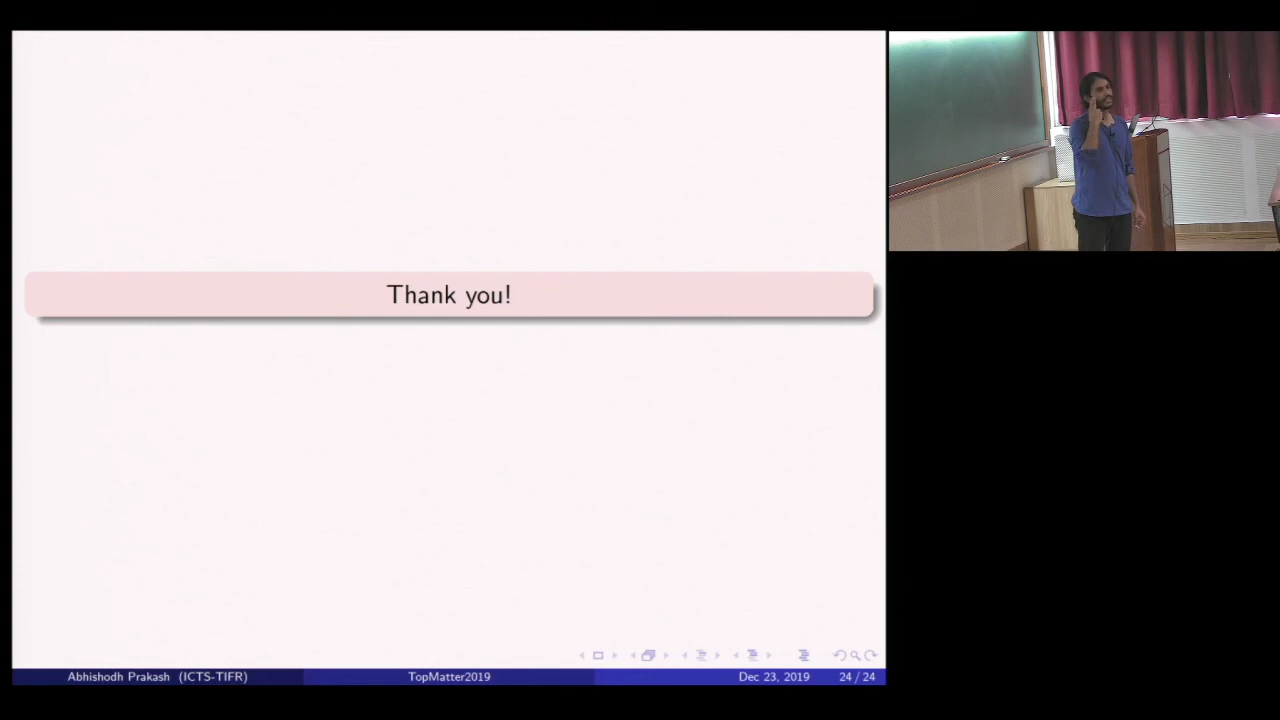 Thank you!
Abhishodh Prakash (ICTS-TIFR) TopMatter2019 Dec 23, 2019 24 / 24